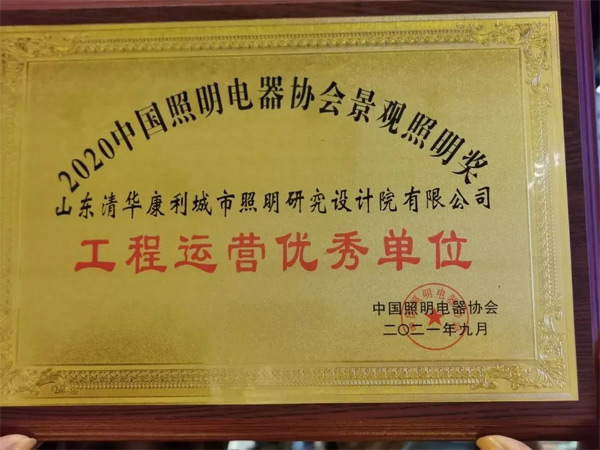 2020中国照明电器协会景观照明奖
山东清华康利城市照明研究设计院有限公司
工程运营优秀单位
中国照明电器协会
二〇二一年九月